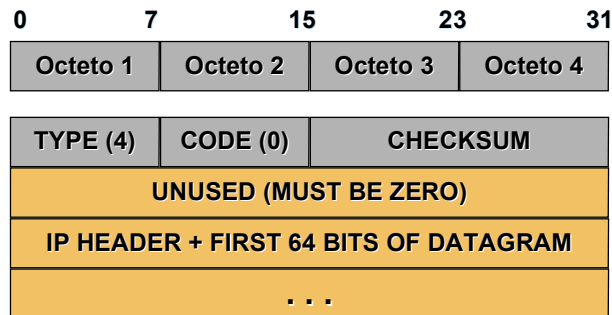 0 7 15 23 31
Octeto 1 Octeto 2 Octeto 3 Octeto 4
TYPE (4) CODE (0) CHECKSUM
UNUSED (MUST BE ZERO)
IP HEADER + FIRST 64 BITS OF DATAGRAM
. . .